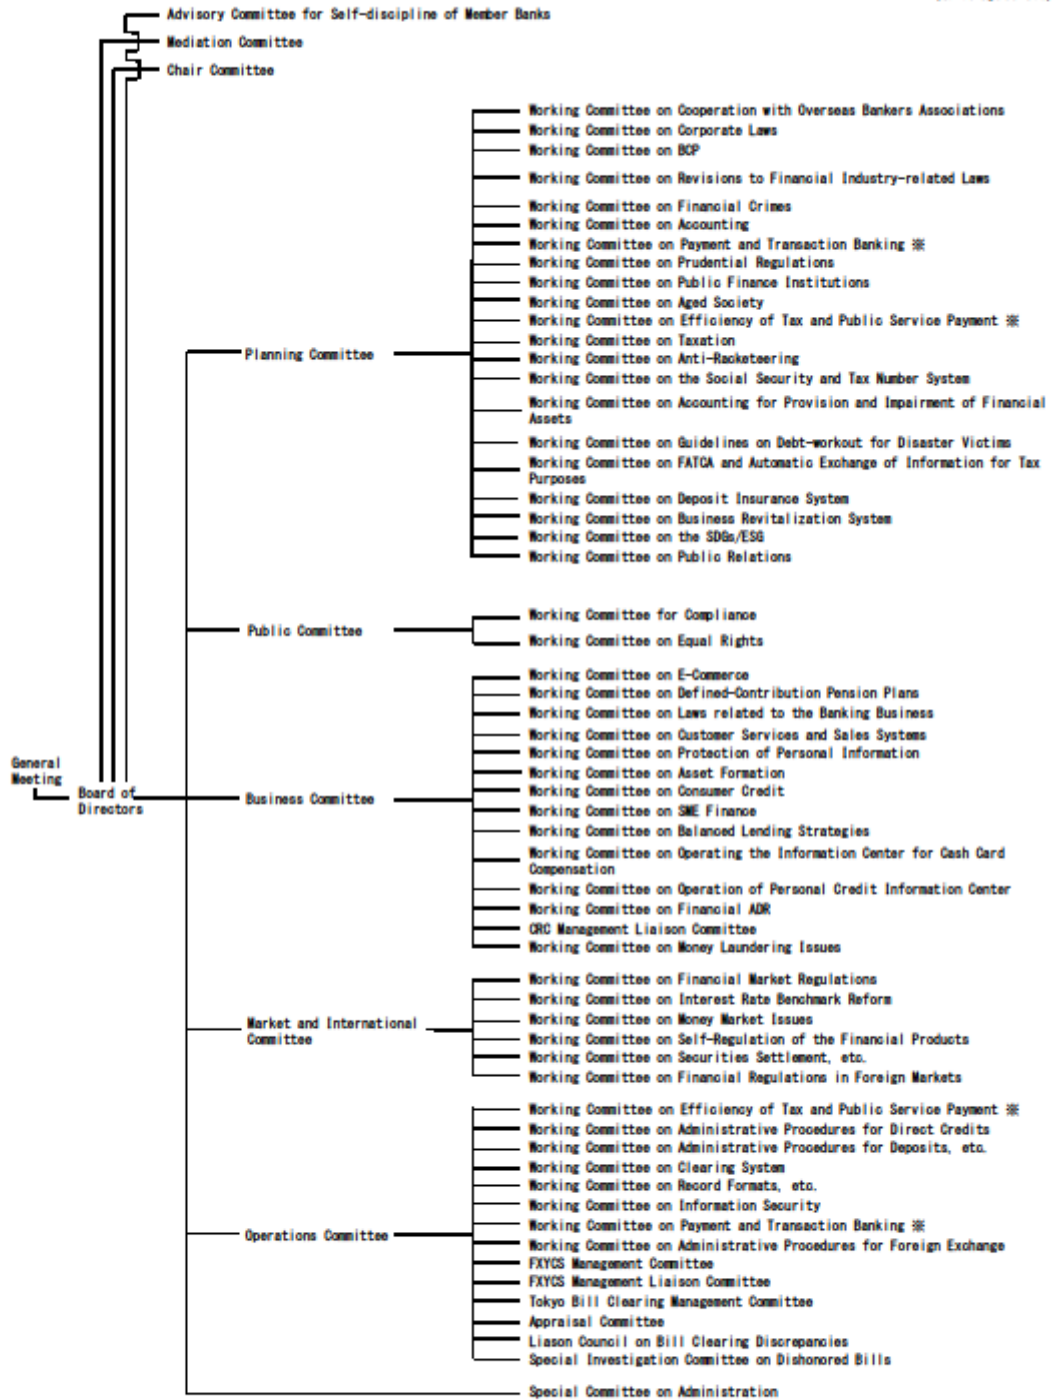 Advisory Committee for Self-discipline of Member Banks
Mediation Committee
Chair Committee
Working Committee on Cooperation with Overseas Bankers Associations
Working Committee on Corporate Laws
Working Committee on BCP
Working Committee on Revisions to Financial Industry-related Laws
Working Committee on Financial Crimes
Working Committee on Accounting
Working Committee on Payment and Transaction Banking ※
Working Committee on Prudential Regulations
Working Committee on Public Finance Institutions
Working Committee on Aged Society
Working Committee on Efficiency of Tax and Public Service Payment ※
Working Committee on Taxation
Planning Committee
Working Committee on Anti-Racketeering
Working Committee on the Social Security and Tax Number System
Working Committee on Accounting for Provision and Impairment of Financial
Assets
Working Committee on Guidelines on Debt-workout for Disaster Victims
Working Committee on FATCA and Automatic Exchange of Information for Tax
Purposes
Working Committee on Deposit Insurance System
Working Committee on Business Revitalization System
Working Committee on the SDGs/ESG
Working Committee on Public Relations
Public Committee
Working Committee for Compliance
Working Committee on Equal Rights
Working Committee on E-Commerce
Working Committee on Defined-Contribution Pension Plans
Working Committee on Laws related to the Banking Business
Working Committee on Customer Services and Sales Systems
Working Committee on Protection of Personal Information
General
Meeting
Board of
Directors
Business Committee
Working Committee on Asset Formation
Working Committee on Consumer Credit
Working Committee on SME Finance
Working Committee on Balanced Lending Strategies
Working Committee on Operating the Information Center for Cash Card
Compensation
Working Committee on Operation of Personal Credit Information Center
Working Committee on Financial ADR
CRC Management Liaison Committee
Working Committee on Money Laundering Issues
Market and International
Committee
Working Committee on Financial Market Regulations
Working Committee on Interest Rate Benchmark Reform
Working Committee on Money Market Issues
Working Committee on Self-Regulation of the Financial Products
Working Committee on Securities Settlement, etc.
Working Committee on Financial Regulations in Foreign Markets
Operations Committee
Working Committee on Efficiency of Tax and Public Service Payment ※
Working Committee on Administrative Procedures for Direct Credits
Working Committee on Administrative Procedures for Deposits, etc.
Working Committee on Clearing System
Working Committee on Record Formats, etc.
Working Committee on Information Security
Working Committee on Payment and Transaction Banking ※
Working Committee on Administrative Procedures for Foreign Exchange
FXYCS Management Committee
FXYCS Management Liaison Committee
Tokyo Bill Clearing Management Committee
Appraisal Committee
Liason Council on Bill Clearing Discrepancies
Special Investigation Committee on Dishonored Bills
Special Committee on Administration